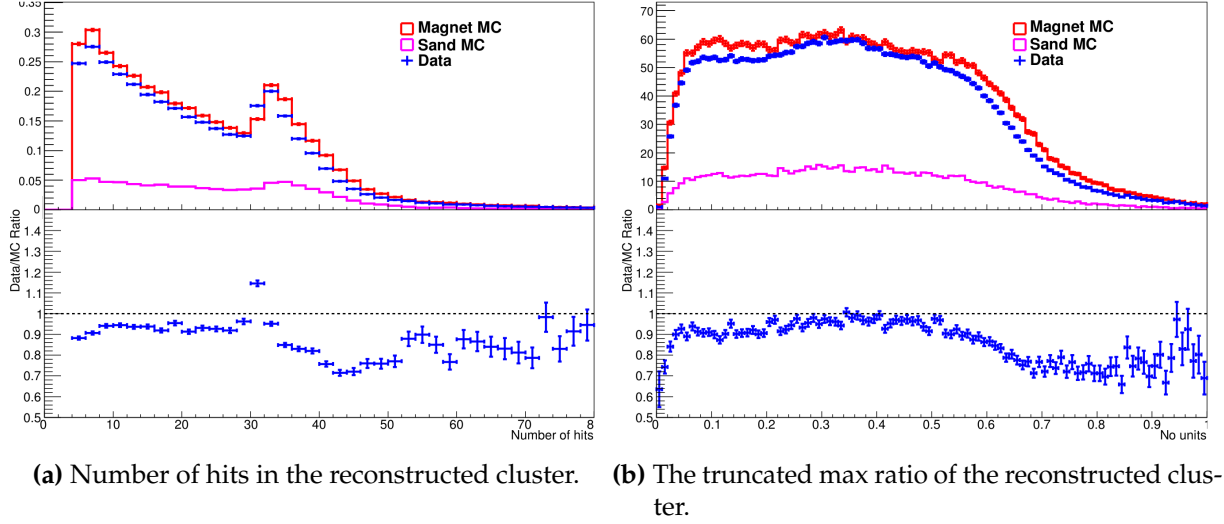 0.35
0.3
0.25
0.2
0.15
0.1
0.05
0
Magnet MC
Sand MC
Data
Data/MC Ratio
1.4
1.3
1.2
1.1
1
0.9
0.8
0.7
0.6
0.5
0 10 20 30 40 50 60 70 8
Number of hits
70
60
50
40
30
20
10
0
Magnet MC
Sand MC
Data
Data/MC Ratio
1.4
1.3
1.2
1.1
1
0.9
0.8
0.7
0.6
0.5
0 0.1 0.2 0.3 0.4 0.5 0.6 0.7 0.8 0.9 1
No units
(a) Number of hits in the reconstructed cluster.
(b) The truncated max ratio of the reconstructed clus-
ter.